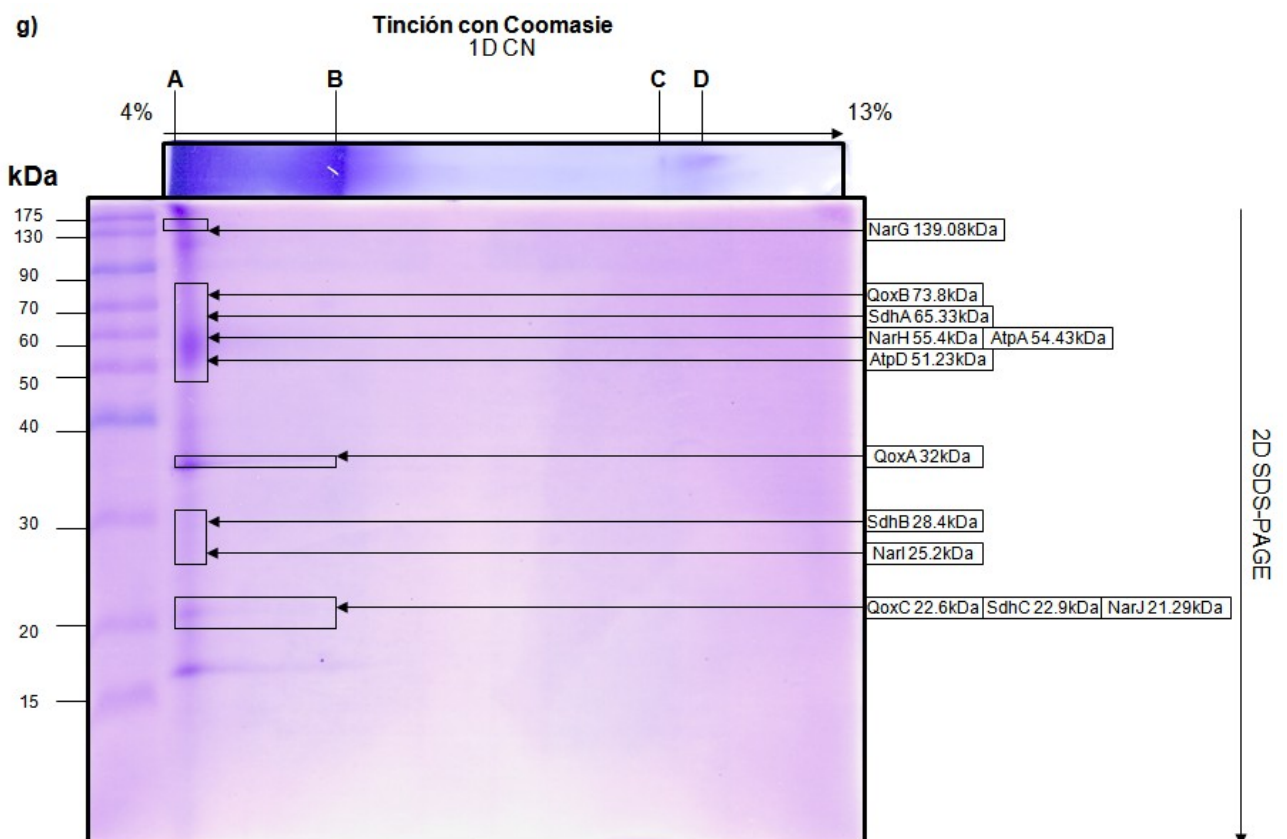 g)
Tinción con Coomasie
1D CN
A B C D
4% 13%
kDa
175
130
90
70
60
50
40
30
20
15
NarG 139.08kDa
QoxB 73.8kDa
SdhA 65.33kDa
NarH 55.4kDa AtpA 54.43kDa
AtpD 51.23kDa
QoxA 32kDa
SdhB 28.4kDa
NarI 25.2kDa
QoxC 22.6kDa SdhC 22.9kDa NarJ 21.29kDa
2D SDS-PAGE